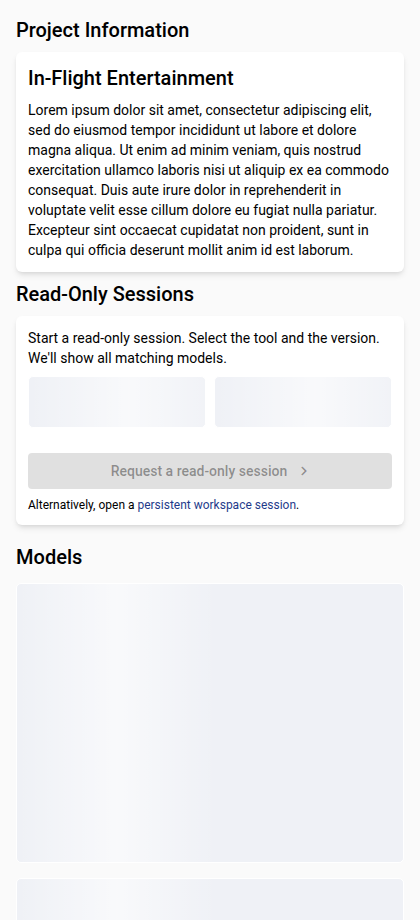 Project Information
In-Flight Entertainment
Lorem ipsum dolor sit amet, consectetur adipiscing elit,
sed do eiusmod tempor incididunt ut labore et dolore
magna aliqua. Ut enim ad minim veniam, quis nostrud
exercitation ullamco laboris nisi ut aliquip ex ea commodo
consequat. Duis aute irure dolor in reprehenderit in
voluptate velit esse cillum dolore eu fugiat nulla pariatur.
Excepteur sint occaecat cupidatat non proident, sunt in
culpa qui officia deserunt mollit anim id est laborum.
Read-Only Sessions
Start a read-only session. Select the tool and the version.
We'll show all matching models.
Request a read-only session
Alternatively, open a persistent workspace session.
Models